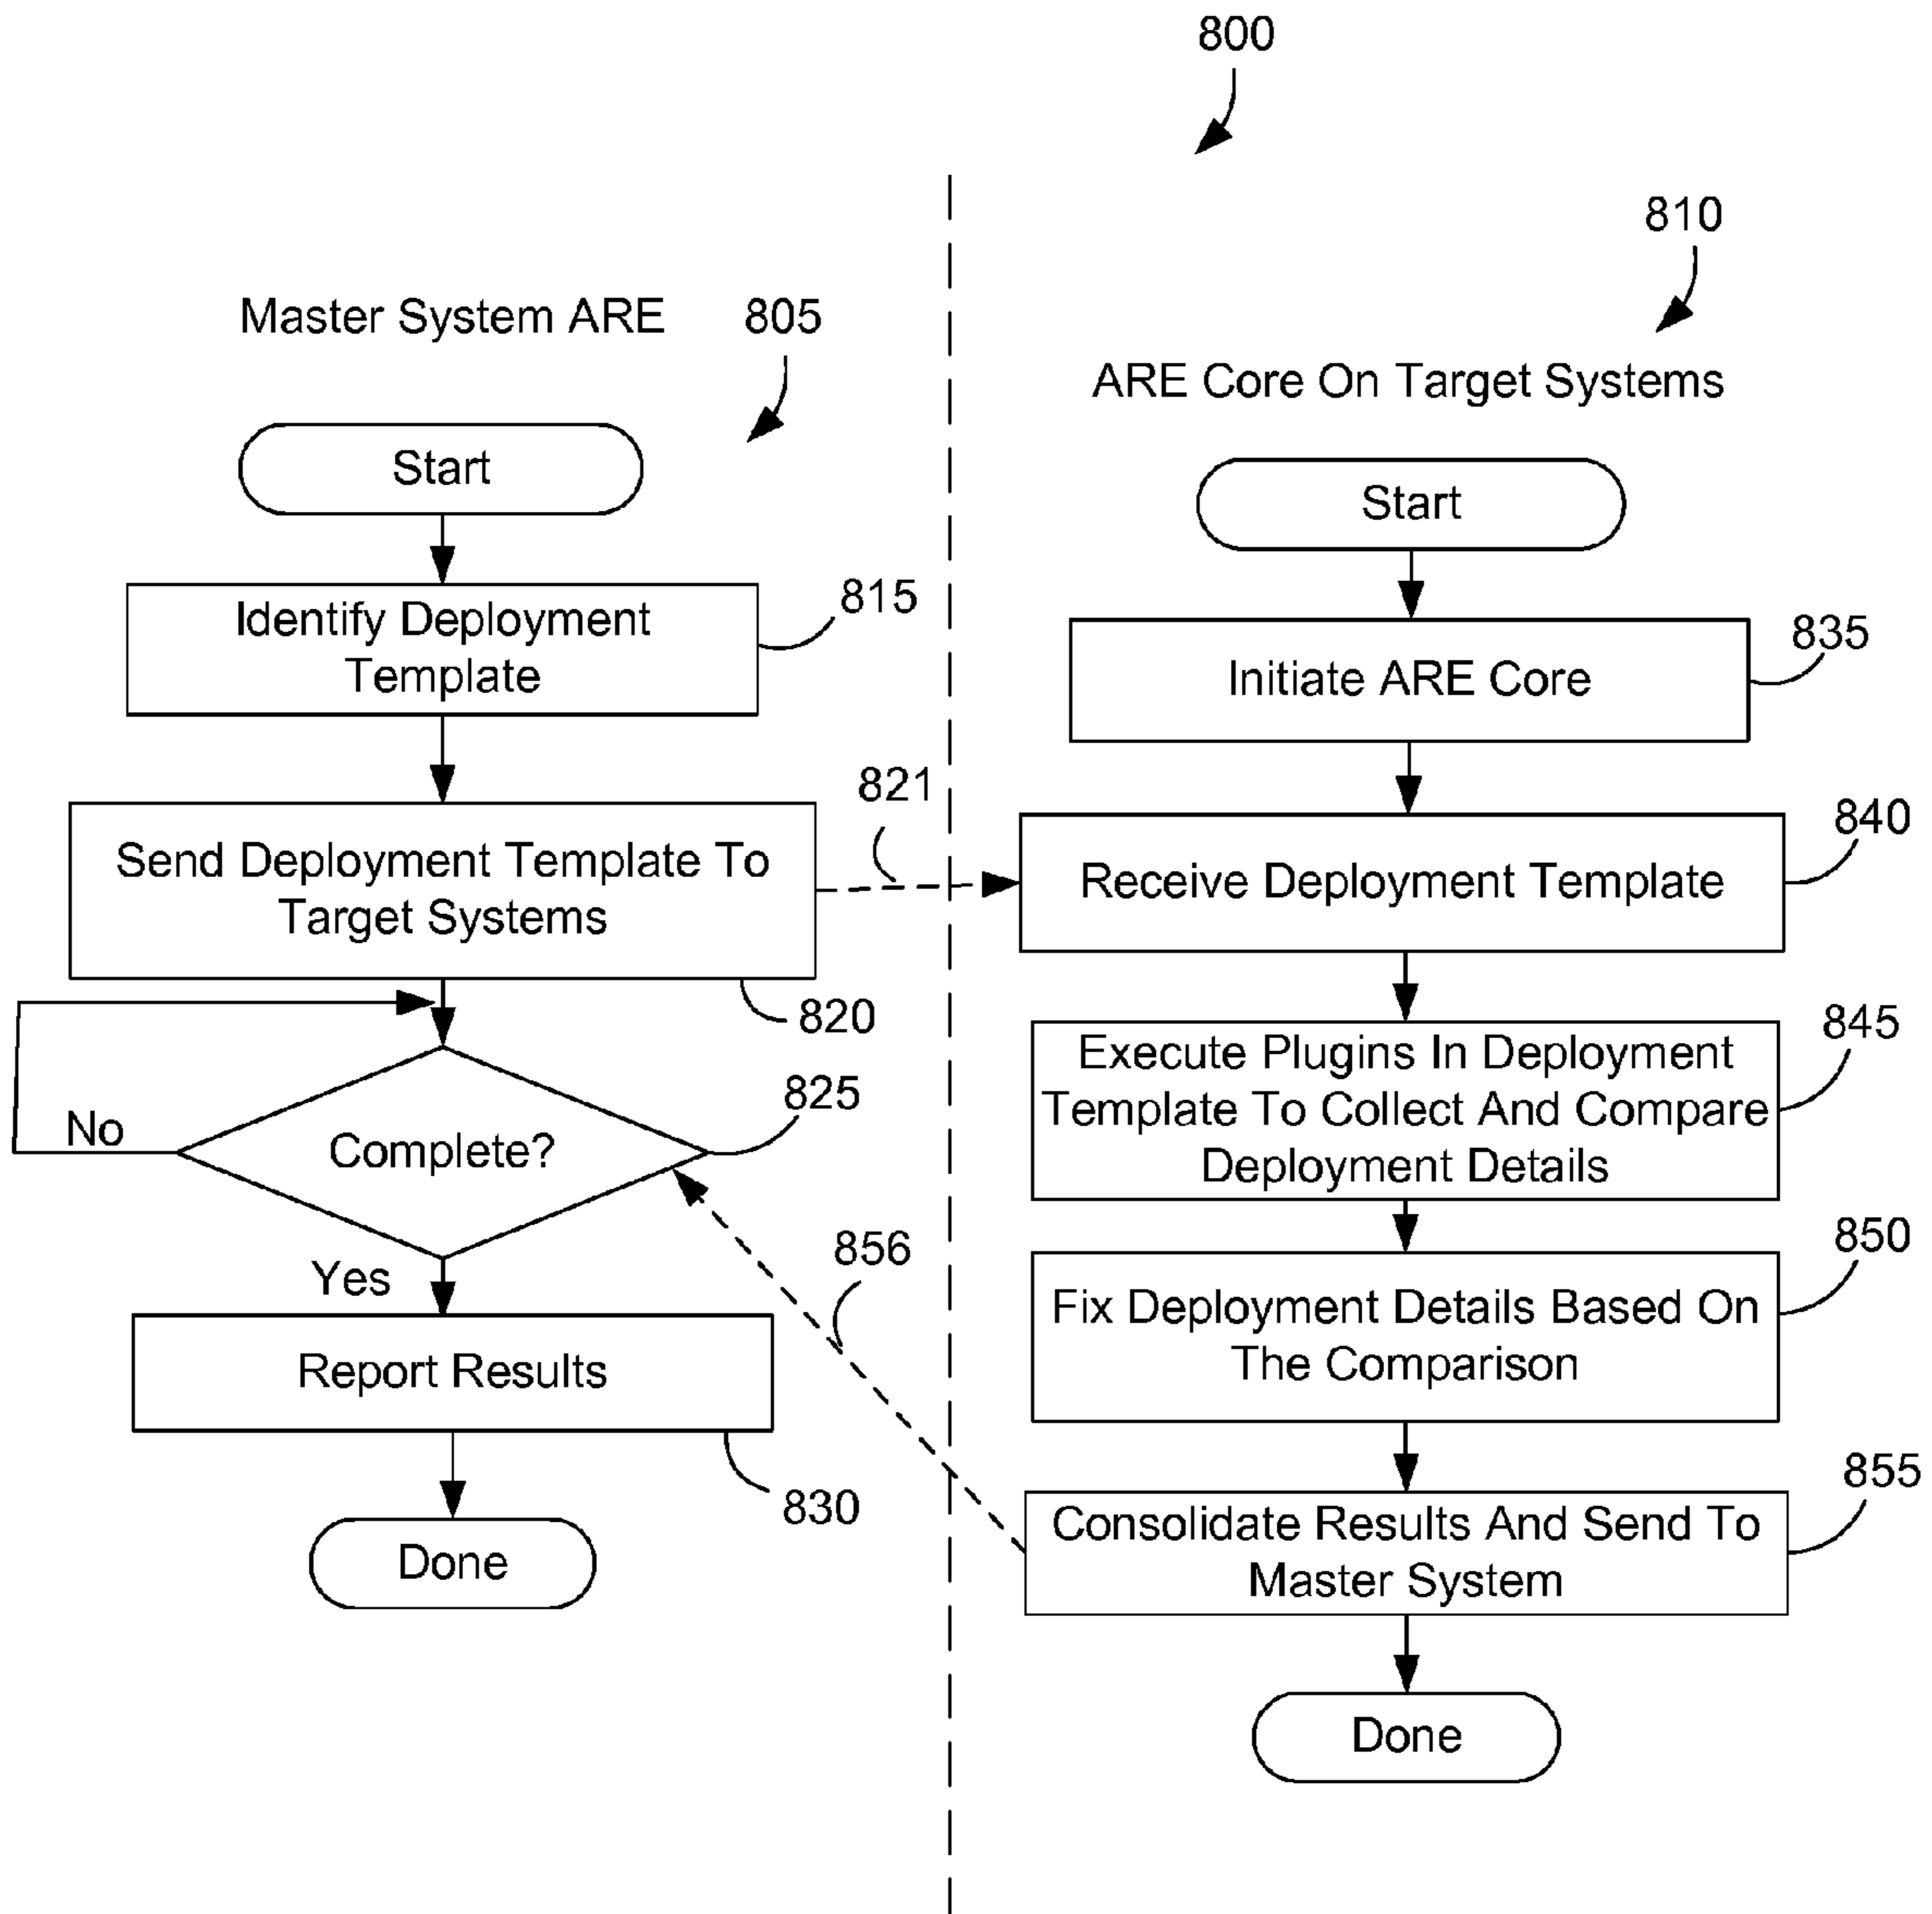 800
810
Master System ARE
805
ARE Core On Target Systems
Start
Start
Identify Deployment
Template
815
Initiate ARE Core
835
821
Send Deployment Template To
Target Systems
820
Receive Deployment Template
840
Execute Plugins In Deployment
Template To Collect And Compare
Deployment Details
845
No
Complete?
825
Yes
856
Fix Deployment Details Based On
The Comparison
850
Report Results
830
Consolidate Results And Send To
Master System
855
Done
Done